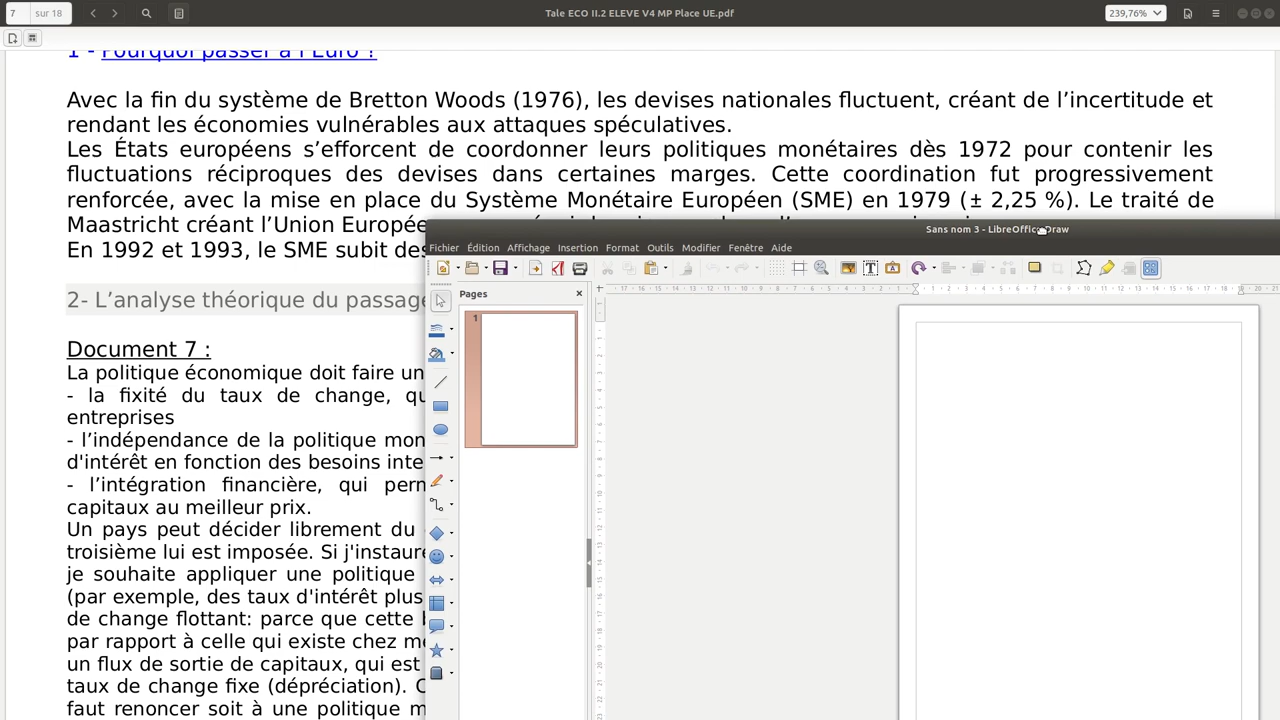 7 sur 18
Tale ECO II.2 ELEVE V4 MP Place UE.pdf
239,76%
1 - Pourquoi passer à l'Euro ?
Avec la fin du système de Bretton Woods (1976), les devises nationales fluctuent, créant de l’incertitude et
rendant les économies vulnérables aux attaques spéculatives.
Les États européens s’efforcent de coordonner leurs politiques monétaires dès 1972 pour contenir les
fluctuations réciproques des devises dans certaines marges. Cette coordination fut progressivement
renforcée, avec la mise en place du Système Monétaire Européen (SME) en 1979 (± 2,25 %). Le traité de
Maastricht créant l’Union Europée
En 1992 et 1993, le SME subit des
2- L’analyse théorique du passage
Document 7 :
La politique économique doit faire un
- la fixité du taux de change, qu
entreprises
- l’indépendance de la politique mon
d'intérêt en fonction des besoins inte
- l’intégration financière, qui perm
capitaux au meilleur prix.
Un pays peut décider librement du
troisième lui est imposée. Si j'instaure
je souhaite appliquer une politique
(par exemple, des taux d'intérêt plus
de change flottant: parce que cette b
par rapport à celle qui existe chez me
un flux de sortie de capitaux, qui est
taux de change fixe (dépréciation). C
faut renoncer soit à une politique m
Sans nom 3 - LibreOffice Draw
Fichier Édition Affichage Insertion Format Outils Modifier Fenêtre Aide
Pages
1